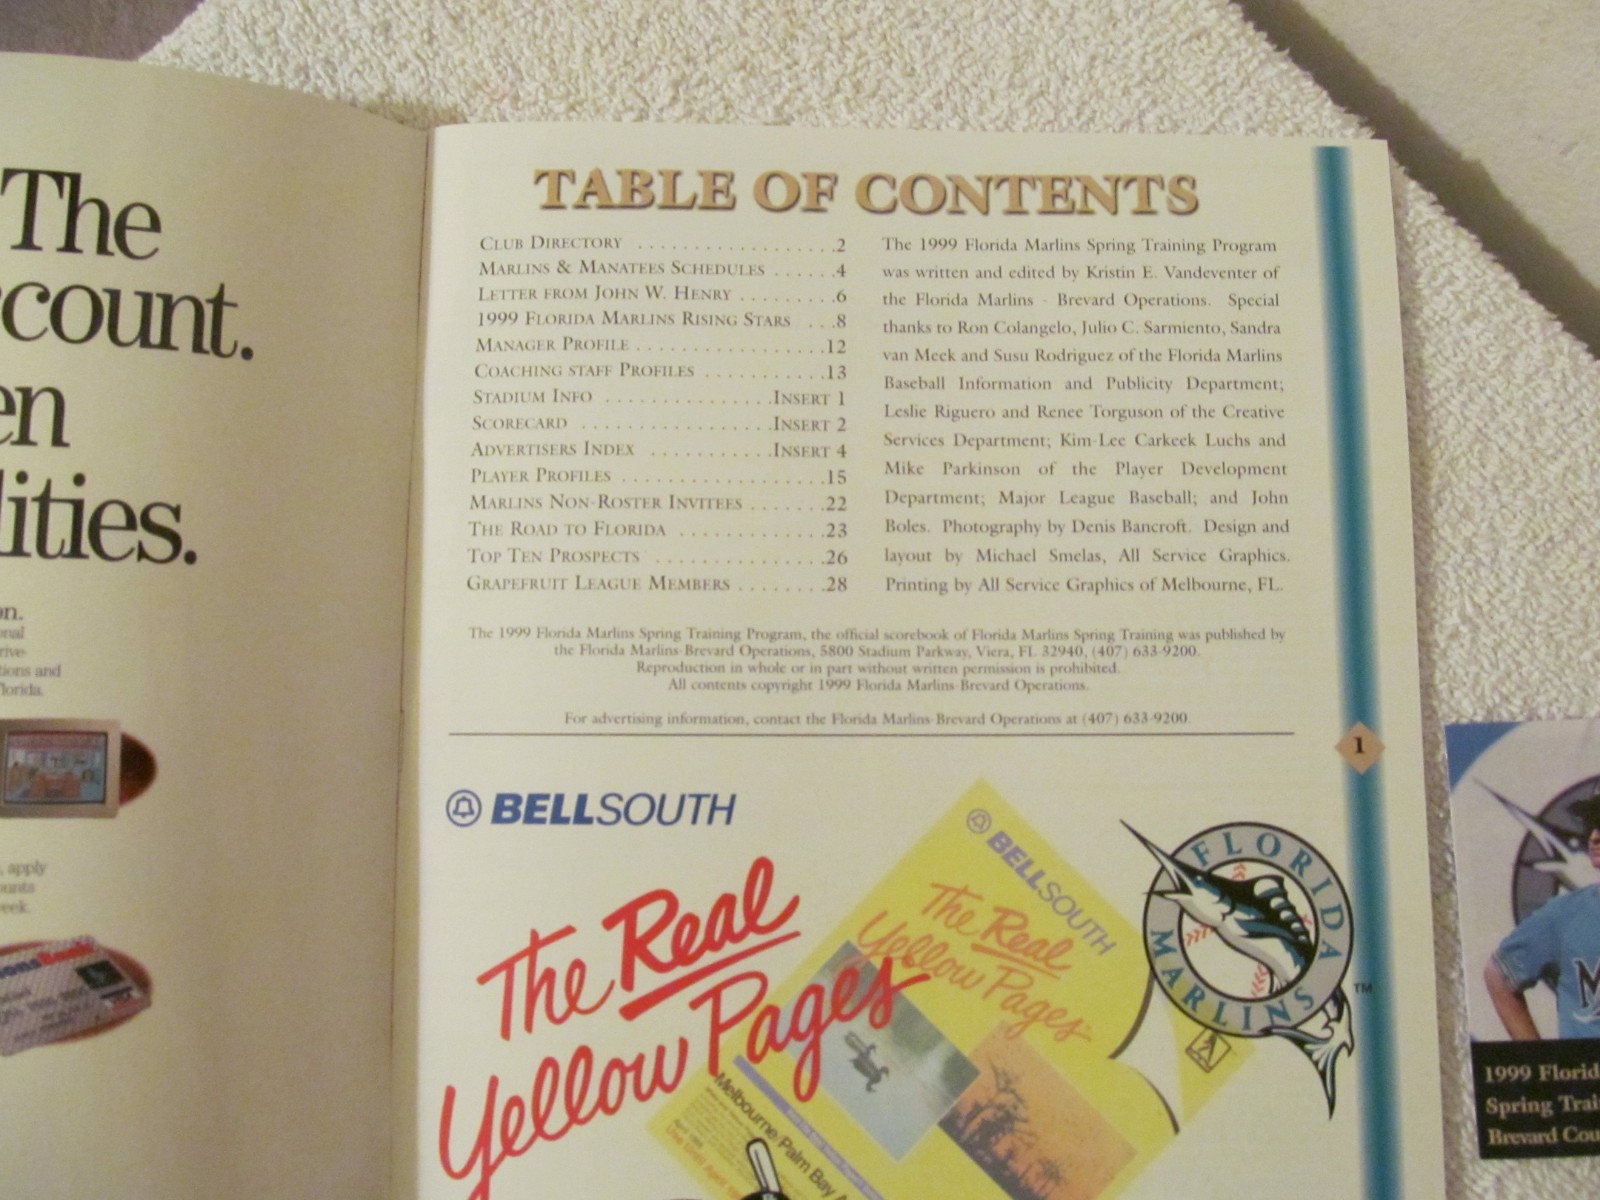 The
count.
en
lities.
on.
onal
rive-
tions and
lorida.
, apply
ounts
eek.
TABLE OF CONTENTS
CLUB DIRECTORY ..................2
MARLINS & MANATEES SCHEDULES ......4
LETTER FROM JOHN W. HENRY .........6
1999 FLORIDA MARLINS RISING STARS ...8
MANAGER PROFILE ..................12
COACHING STAFF PROFILES ...........13
STADIUM INFO ................INSERT 1
SCORECARD ..................INSERT 2
ADVERTISERS INDEX ...........INSERT 4
PLAYER PROFILES ...................15
MARLINS NON-ROSTER INVITEES .......22
THE ROAD TO FLORIDA .............23
TOP TEN PROSPECTS ...............26
GRAPEFRUIT LEAGUE MEMBERS ........28
The 1999 Florida Marlins Spring Training Program
was written and edited by Kristin E. Vandeventer of
the Florida Marlins - Brevard Operations. Special
thanks to Ron Colangelo, Julio C. Sarmiento, Sandra
van Meek and Susu Rodriguez of the Florida Marlins
Baseball Information and Publicity Department;
Leslie Riguero and Renee Torguson of the Creative
Services Department; Kim-Lee Carkeek Luchs and
Mike Parkinson of the Player Development
Department; Major League Baseball; and John
Boles. Photography by Denis Bancroft. Design and
layout by Michael Smelas, All Service Graphics.
Printing by All Service Graphics of Melbourne, FL.
The 1999 Florida Marlins Spring Training Program, the official scorebook of Florida Marlins Spring Training was published by
the Florida Marlins-Brevard Operations, 5800 Stadium Parkway, Viera, FL 32940, (407) 633-9200.
Reproduction in whole or in part without written permission is prohibited.
All contents copyright 1999 Florida Marlins-Brevard Operations.
For advertising information, contact the Florida Marlins-Brevard Operations at (407) 633-9200.
1
BELLSOUTH
The Real
Yellow Pages
BELLSOUTH
The Real
Yellow Pages
Melbourne/Palm Bay
FLORIDA
MARLINS
TM
1999 Florid
Spring Trai
Brevard Cou